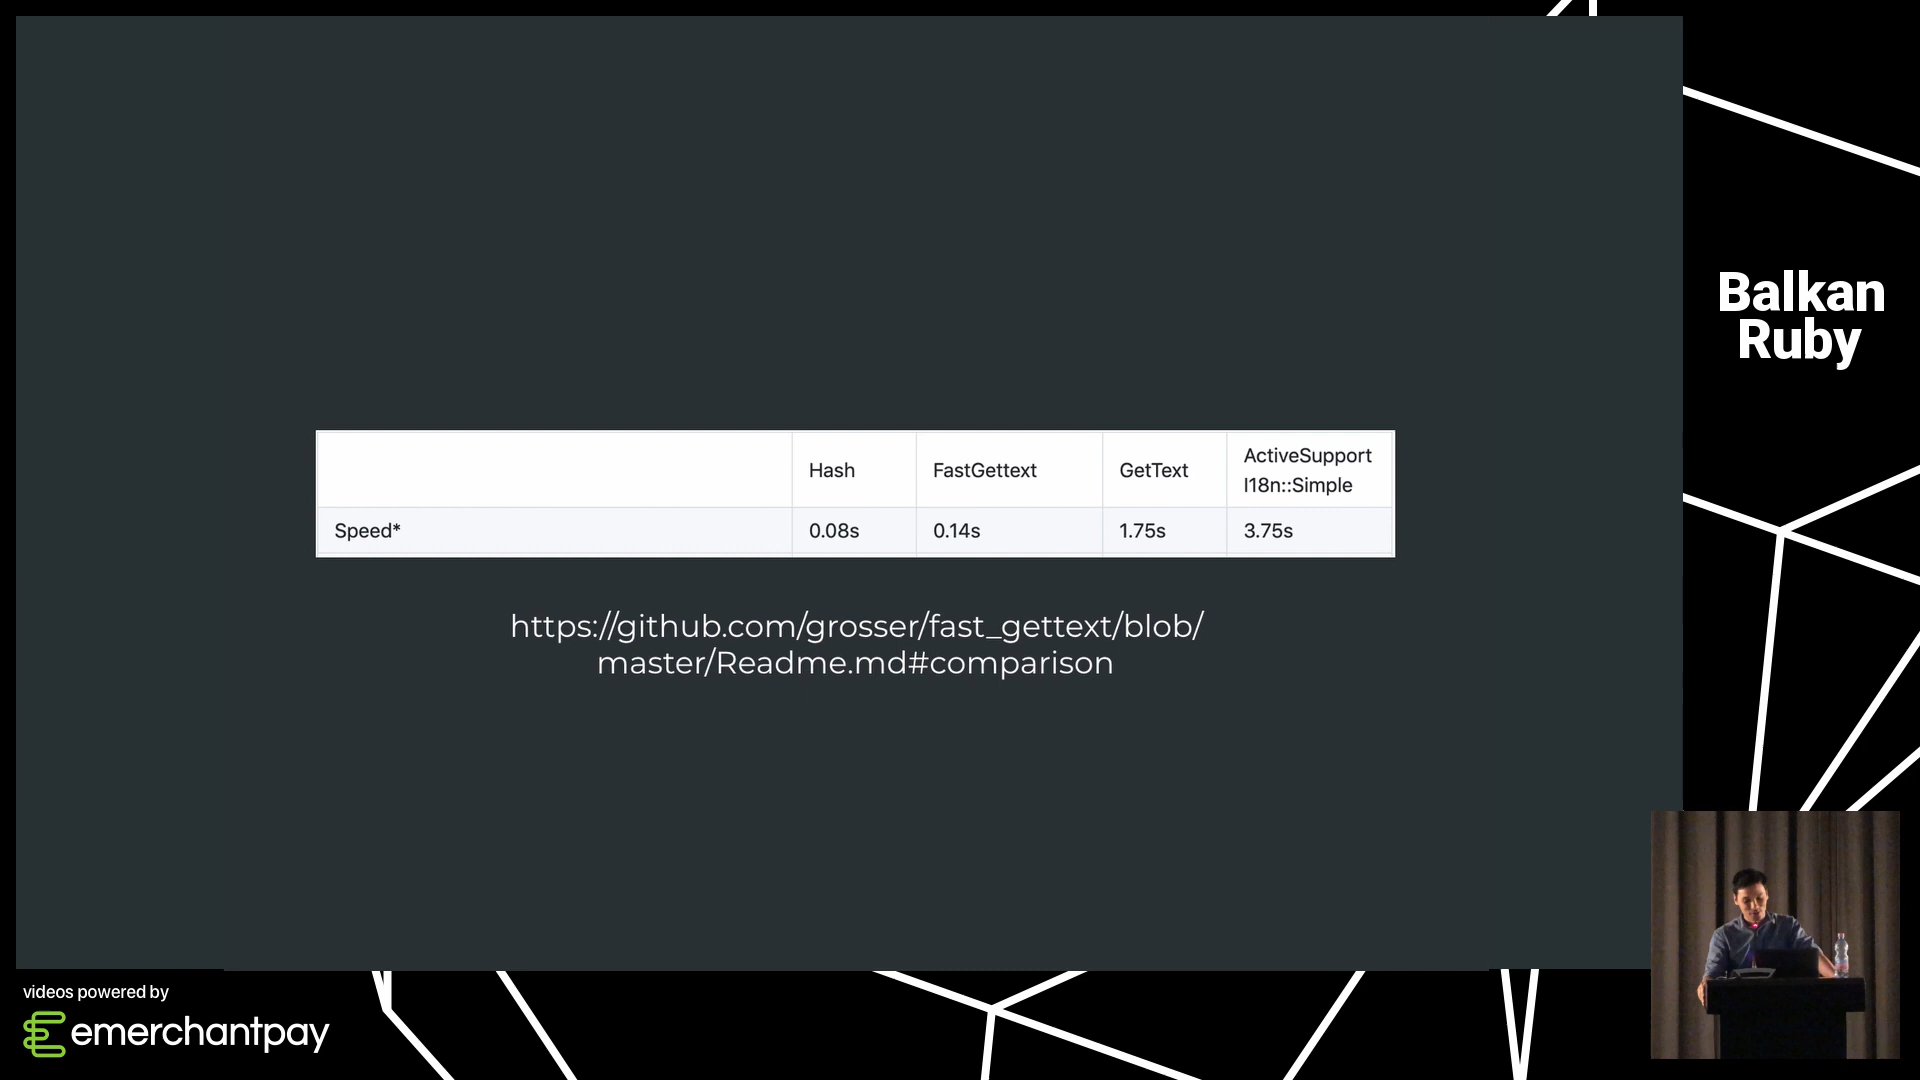 Hash
FastGettext
GetText
ActiveSupport
I18n::Simple
Speed*
0.08s
0.14s
1.75s
3.75s
https://github.com/grosser/fast_gettext/blob/
master/Readme.md#comparison
Balkan
Ruby
videos powered by
emerchantpay